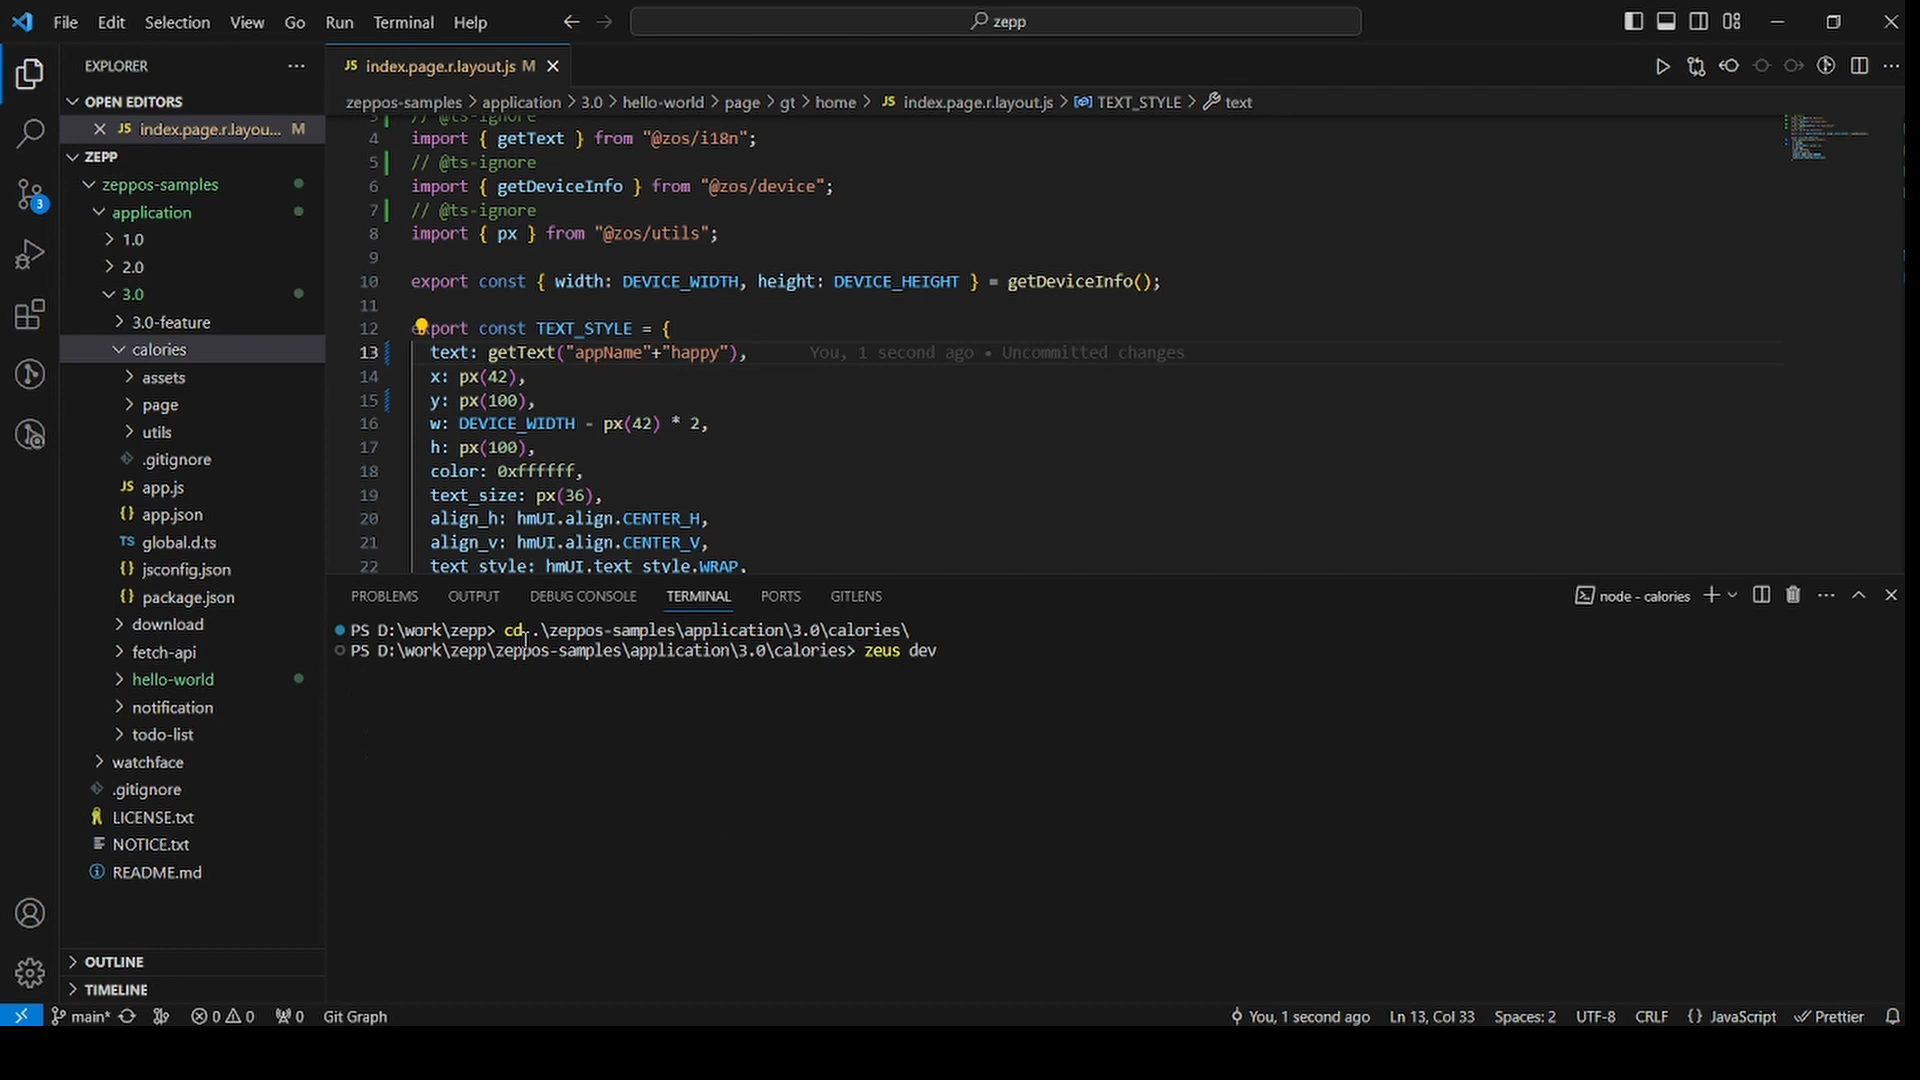 File Edit Selection View Go Run Terminal Help
zepp
EXPLORER
OPEN EDITORS
JS index.page.r.layou... M
ZEPP
zeppos-samples
application
1.0
2.0
3.0
3.0-feature
calories
assets
page
utils
.gitignore
JS app.js
{} app.json
TS global.d.ts
{} jsconfig.json
{} package.json
download
fetch-api
hello-world
notification
todo-list
watchface
.gitignore
LICENSE.txt
NOTICE.txt
README.md
OUTLINE
TIMELINE
3
JS index.page.r.layout.js M
zeppos-samples > application > 3.0 > hello-world > page > gt > home > JS index.page.r.layout.js > TEXT_STYLE > text
3 // @ts-ignore
4 import { getText } from "@zos/i18n";
5 // @ts-ignore
6 import { getDeviceInfo } from "@zos/device";
7 // @ts-ignore
8 import { px } from "@zos/utils";
9
10 export const { width: DEVICE_WIDTH, height: DEVICE_HEIGHT } = getDeviceInfo();
11
12 export const TEXT_STYLE = {
13 text: getText("appName"+"happy"), You, 1 second ago • Uncommitted changes
14 x: px(42),
15 y: px(100),
16 w: DEVICE_WIDTH - px(42) * 2,
17 h: px(100),
18 color: 0xffffff,
19 text_size: px(36),
20 align_h: hmUI.align.CENTER_H,
21 align_v: hmUI.align.CENTER_V,
22 text_style: hmUI.text_style.WRAP,
PROBLEMS OUTPUT DEBUG CONSOLE TERMINAL PORTS GITLENS
node - calories
PS D:\work\zepp> cd .\zeppos-samples\application\3.0\calories\
PS D:\work\zepp\zeppos-samples\application\3.0\calories> zeus dev
main* 0 0 0 Git Graph
You, 1 second ago Ln 13, Col 33 Spaces: 2 UTF-8 CRLF {} JavaScript Prettier